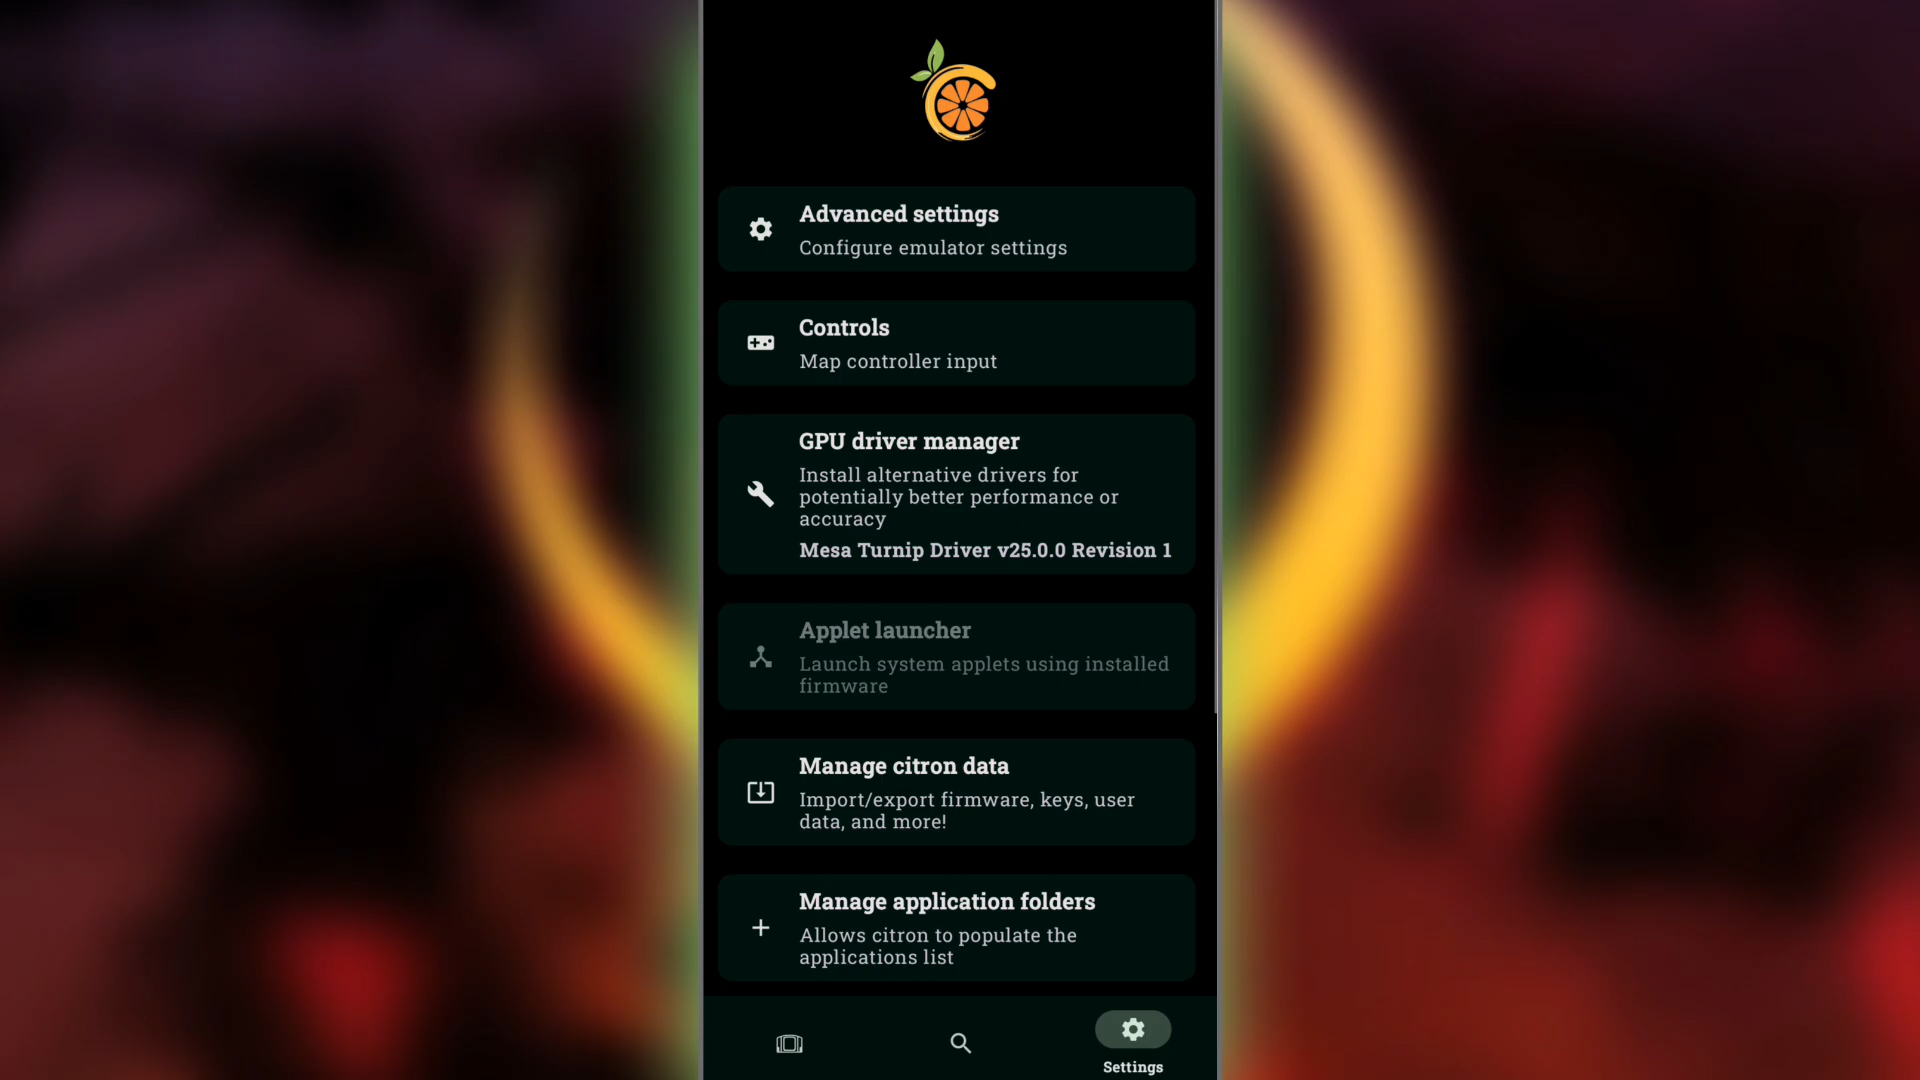 Advanced settings
Configure emulator settings
Controls
Map controller input
GPU driver manager
Install alternative drivers for
potentially better performance or
accuracy
Mesa Turnip Driver v25.0.0 Revision 1
Applet launcher
Launch system applets using installed
firmware
Manage citron data
Import/export firmware, keys, user
data, and more!
Manage application folders
Allows citron to populate the
applications list
Settings